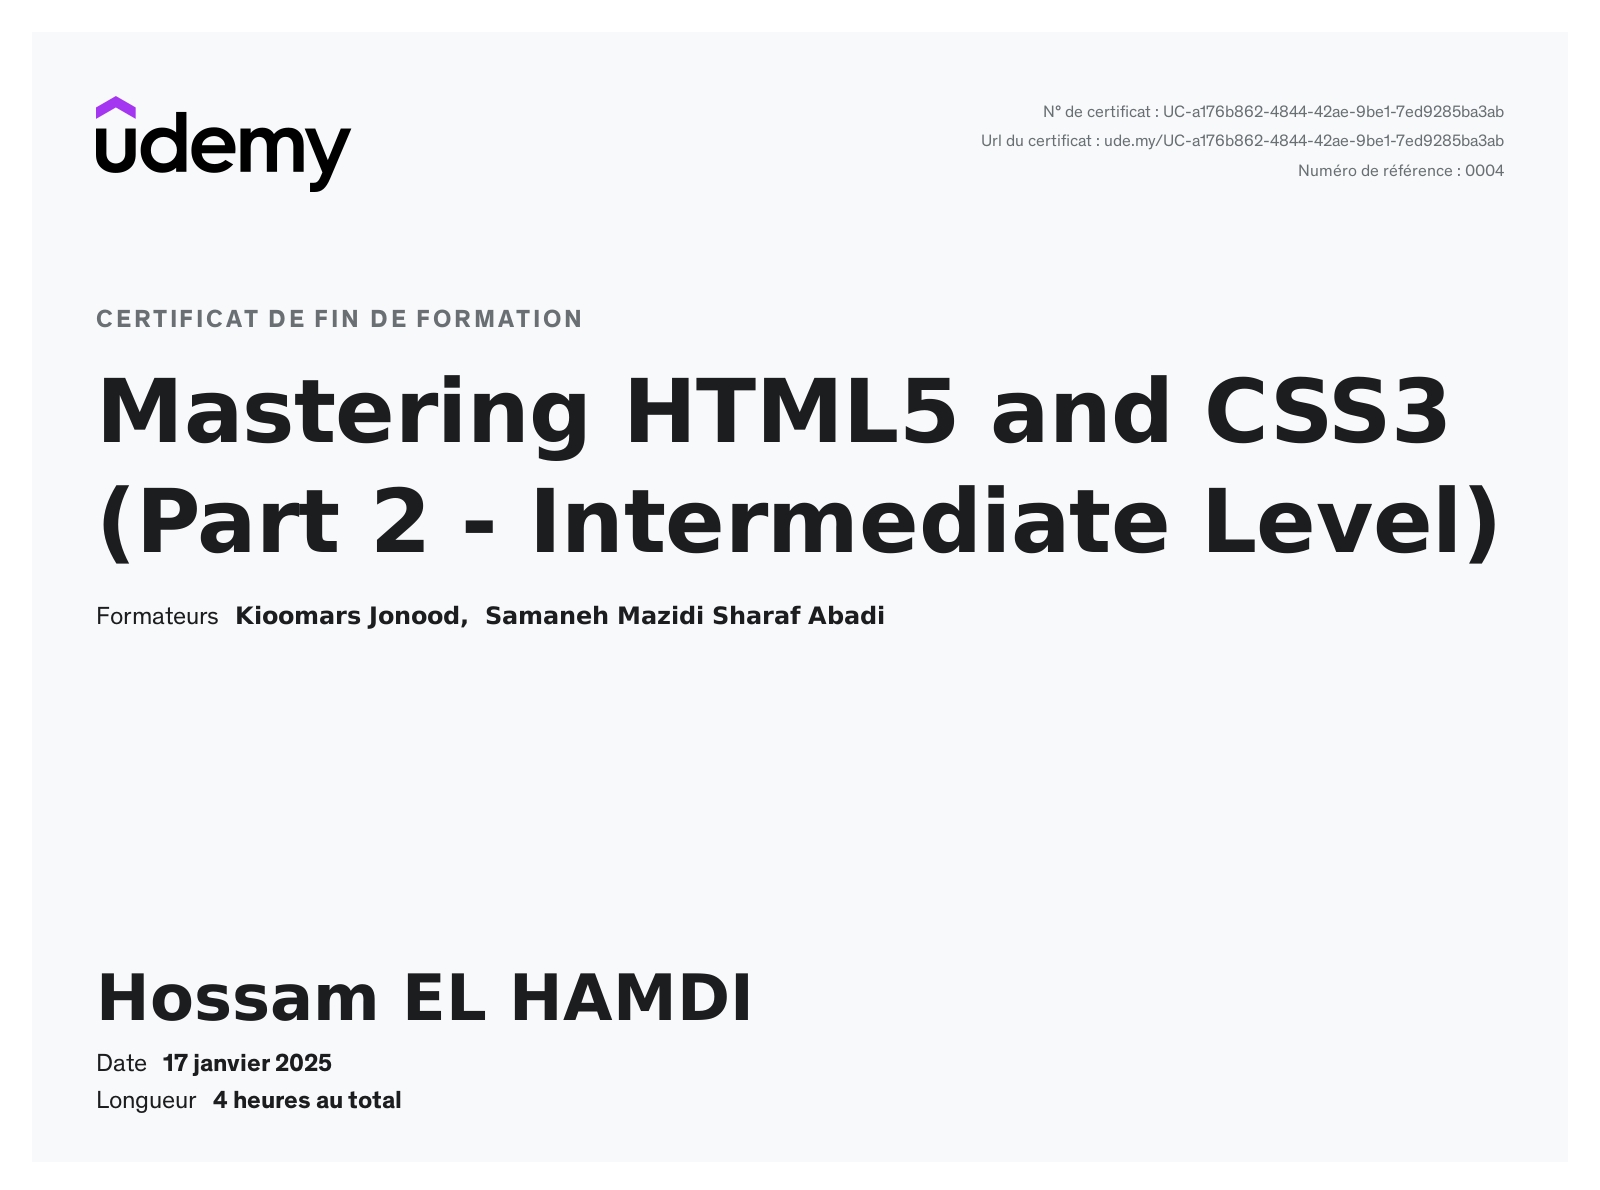 udemy
N° de certificat : UC-a176b862-4844-42ae-9be1-7ed9285ba3ab
Url du certificat : ude.my/UC-a176b862-4844-42ae-9be1-7ed9285ba3ab
Numéro de référence : 0004
CERTIFICAT DE FIN DE FORMATION
Mastering HTML5 and CSS3
(Part 2 - Intermediate Level)
Formateurs Kioomars Jonood, Samaneh Mazidi Sharaf Abadi
Hossam EL HAMDI
Date 17 janvier 2025
Longueur 4 heures au total